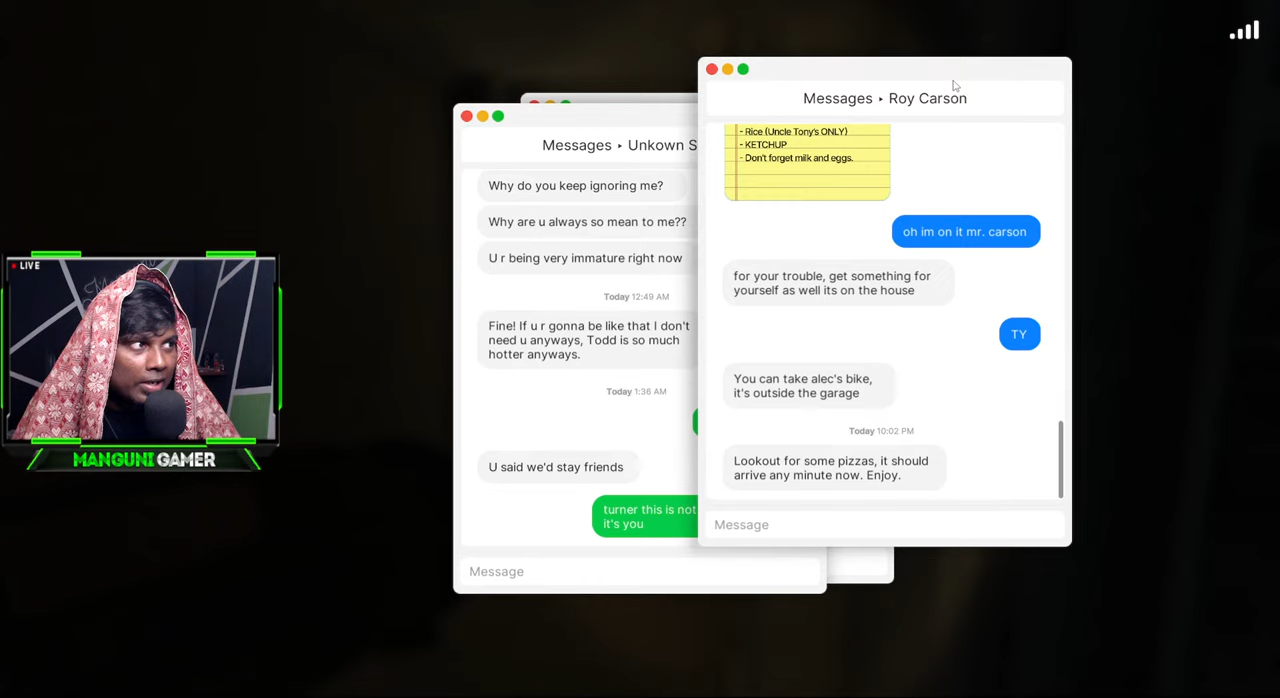 Messages ▸ Roy Carson
- Rice (Uncle Tony's ONLY)
- KETCHUP
- Don't forget milk and eggs.
oh im on it mr. carson
for your trouble, get something for
yourself as well its on the house
TY
You can take alec's bike,
it's outside the garage
Today 10:02 PM
Lookout for some pizzas, it should
arrive any minute now. Enjoy.
Message
Messages ▸ Unkown S
Why do you keep ignoring me?
Why are u always so mean to me??
U r being very immature right now
Today 12:49 AM
Fine! If u r gonna be like that I don't
need u anyways, Todd is so much
hotter anyways.
Today 1:36 AM
U said we'd stay friends
turner this is not
it's you
Message
LIVE
MANGUNI GAMER